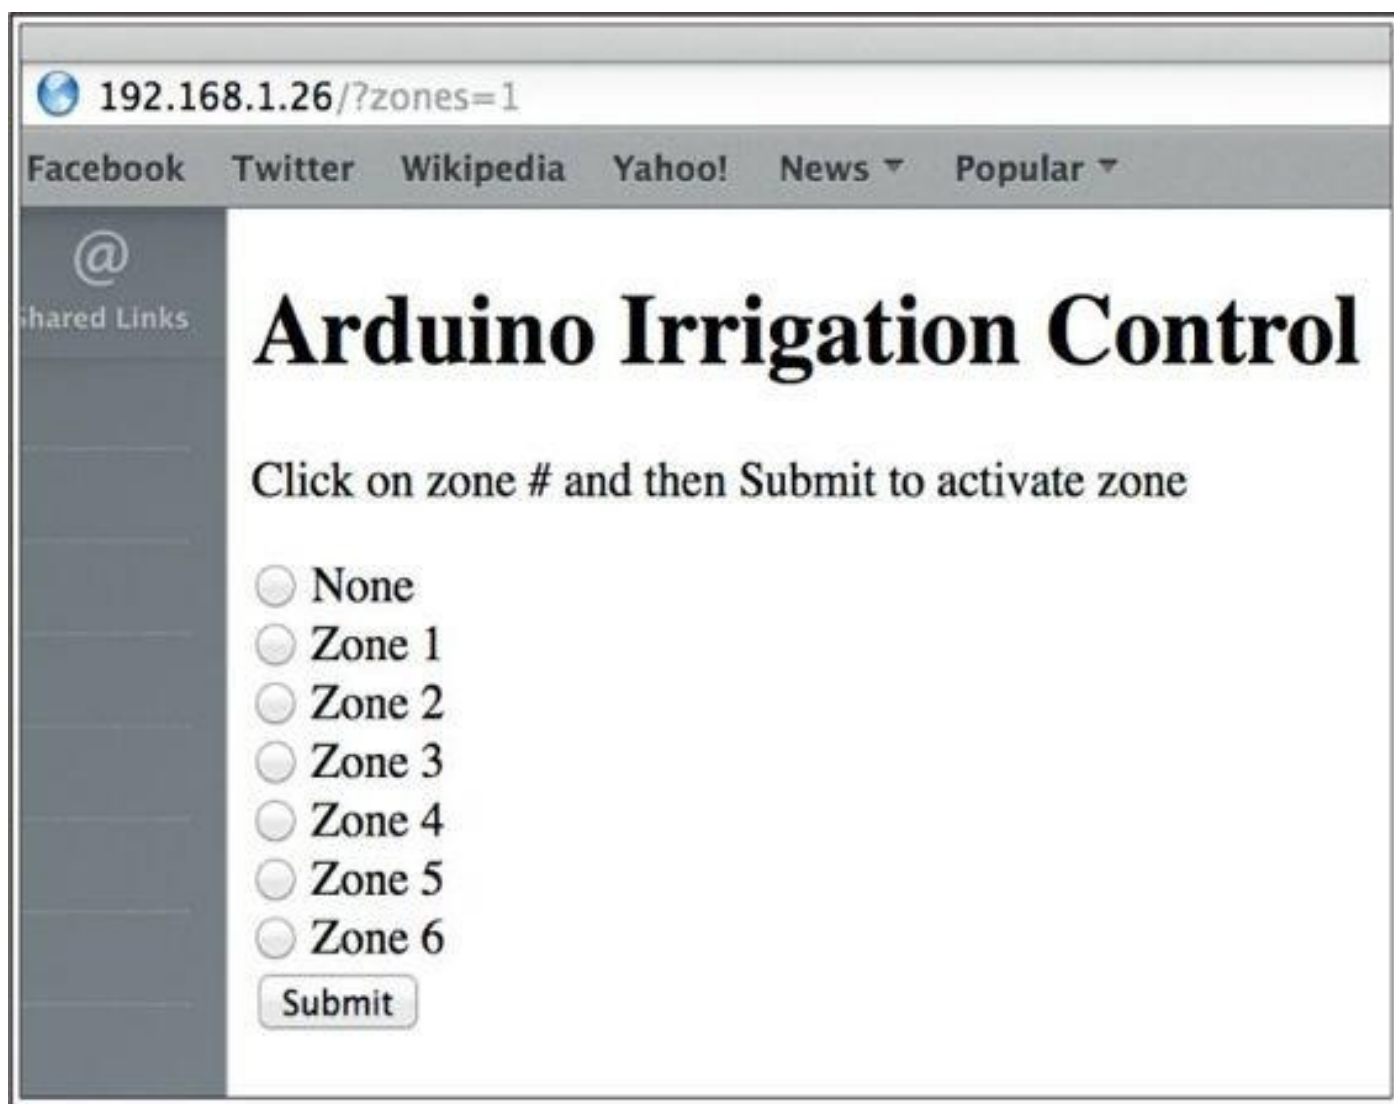 192.168.1.26/?zones=1
Facebook Twitter Wikipedia Yahoo! News Popular
@
Shared Links
Arduino Irrigation Control
Click on zone # and then Submit to activate zone
None
Zone 1
Zone 2
Zone 3
Zone 4
Zone 5
Zone 6
Submit